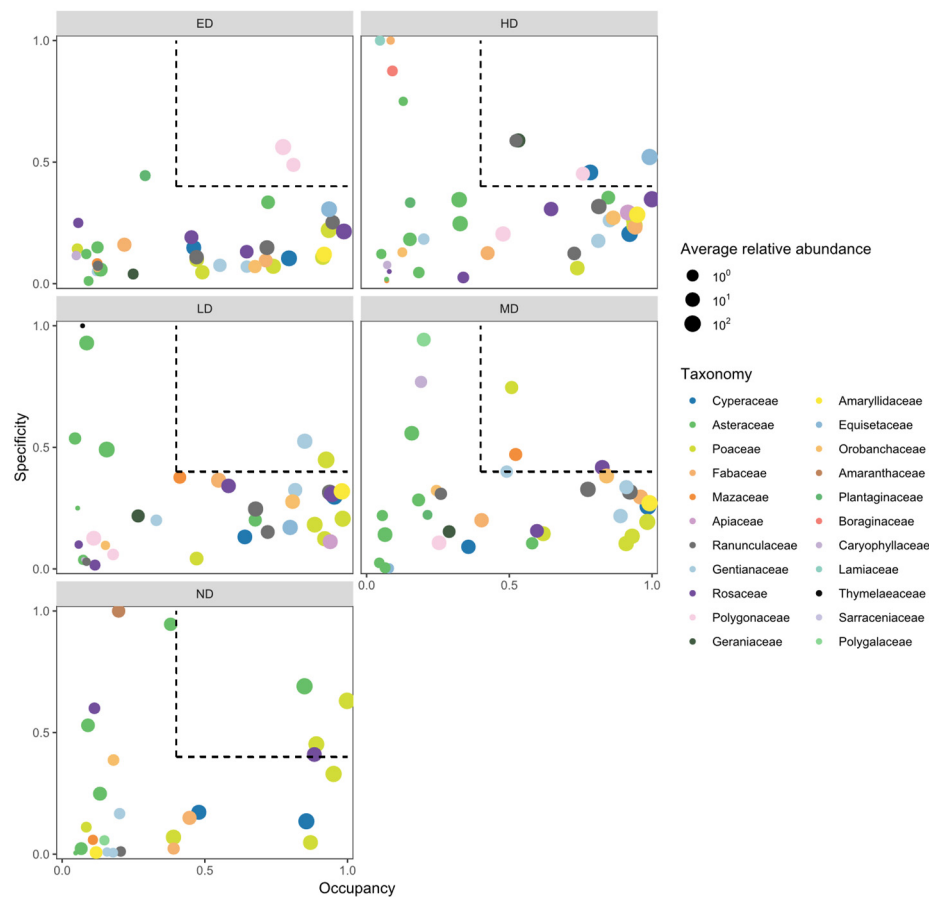 ED
HD
1.0
0.5
0.0
LD
MD
1.0
0.5
0.0
0.0
0.5
1.0
ND
1.0
0.5
0.0
0.0
0.5
1.0
Specificity
Occupancy
Average relative abundance
10⁰
10¹
10²
Taxonomy
Cyperaceae
Asteraceae
Poaceae
Fabaceae
Mazaceae
Apiaceae
Ranunculaceae
Gentianaceae
Rosaceae
Polygonaceae
Geraniaceae
Amaryllidaceae
Equisetaceae
Orobanchaceae
Amaranthaceae
Plantaginaceae
Boraginaceae
Caryophyllaceae
Lamiaceae
Thymelaeaceae
Sarraceniaceae
Polygalaceae